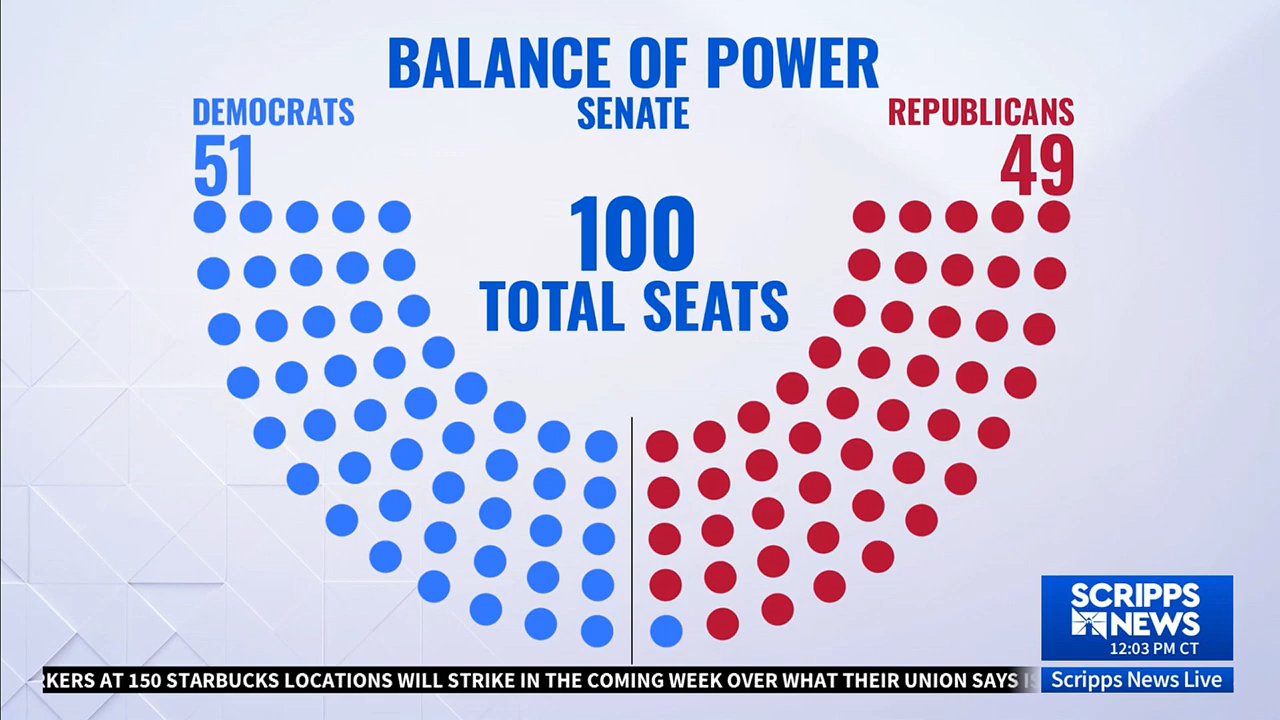 BALANCE OF POWER
DEMOCRATS
SENATE
REPUBLICANS
51
49
100
TOTAL SEATS
SCRIPPS
NEWS
12:03 PM CT
AT 150 STARBUCKS LOCATIONS WILL STRIKE IN THE COMING WEEK OVER WHAT THEIR UNION SAYS
Scripps News Live